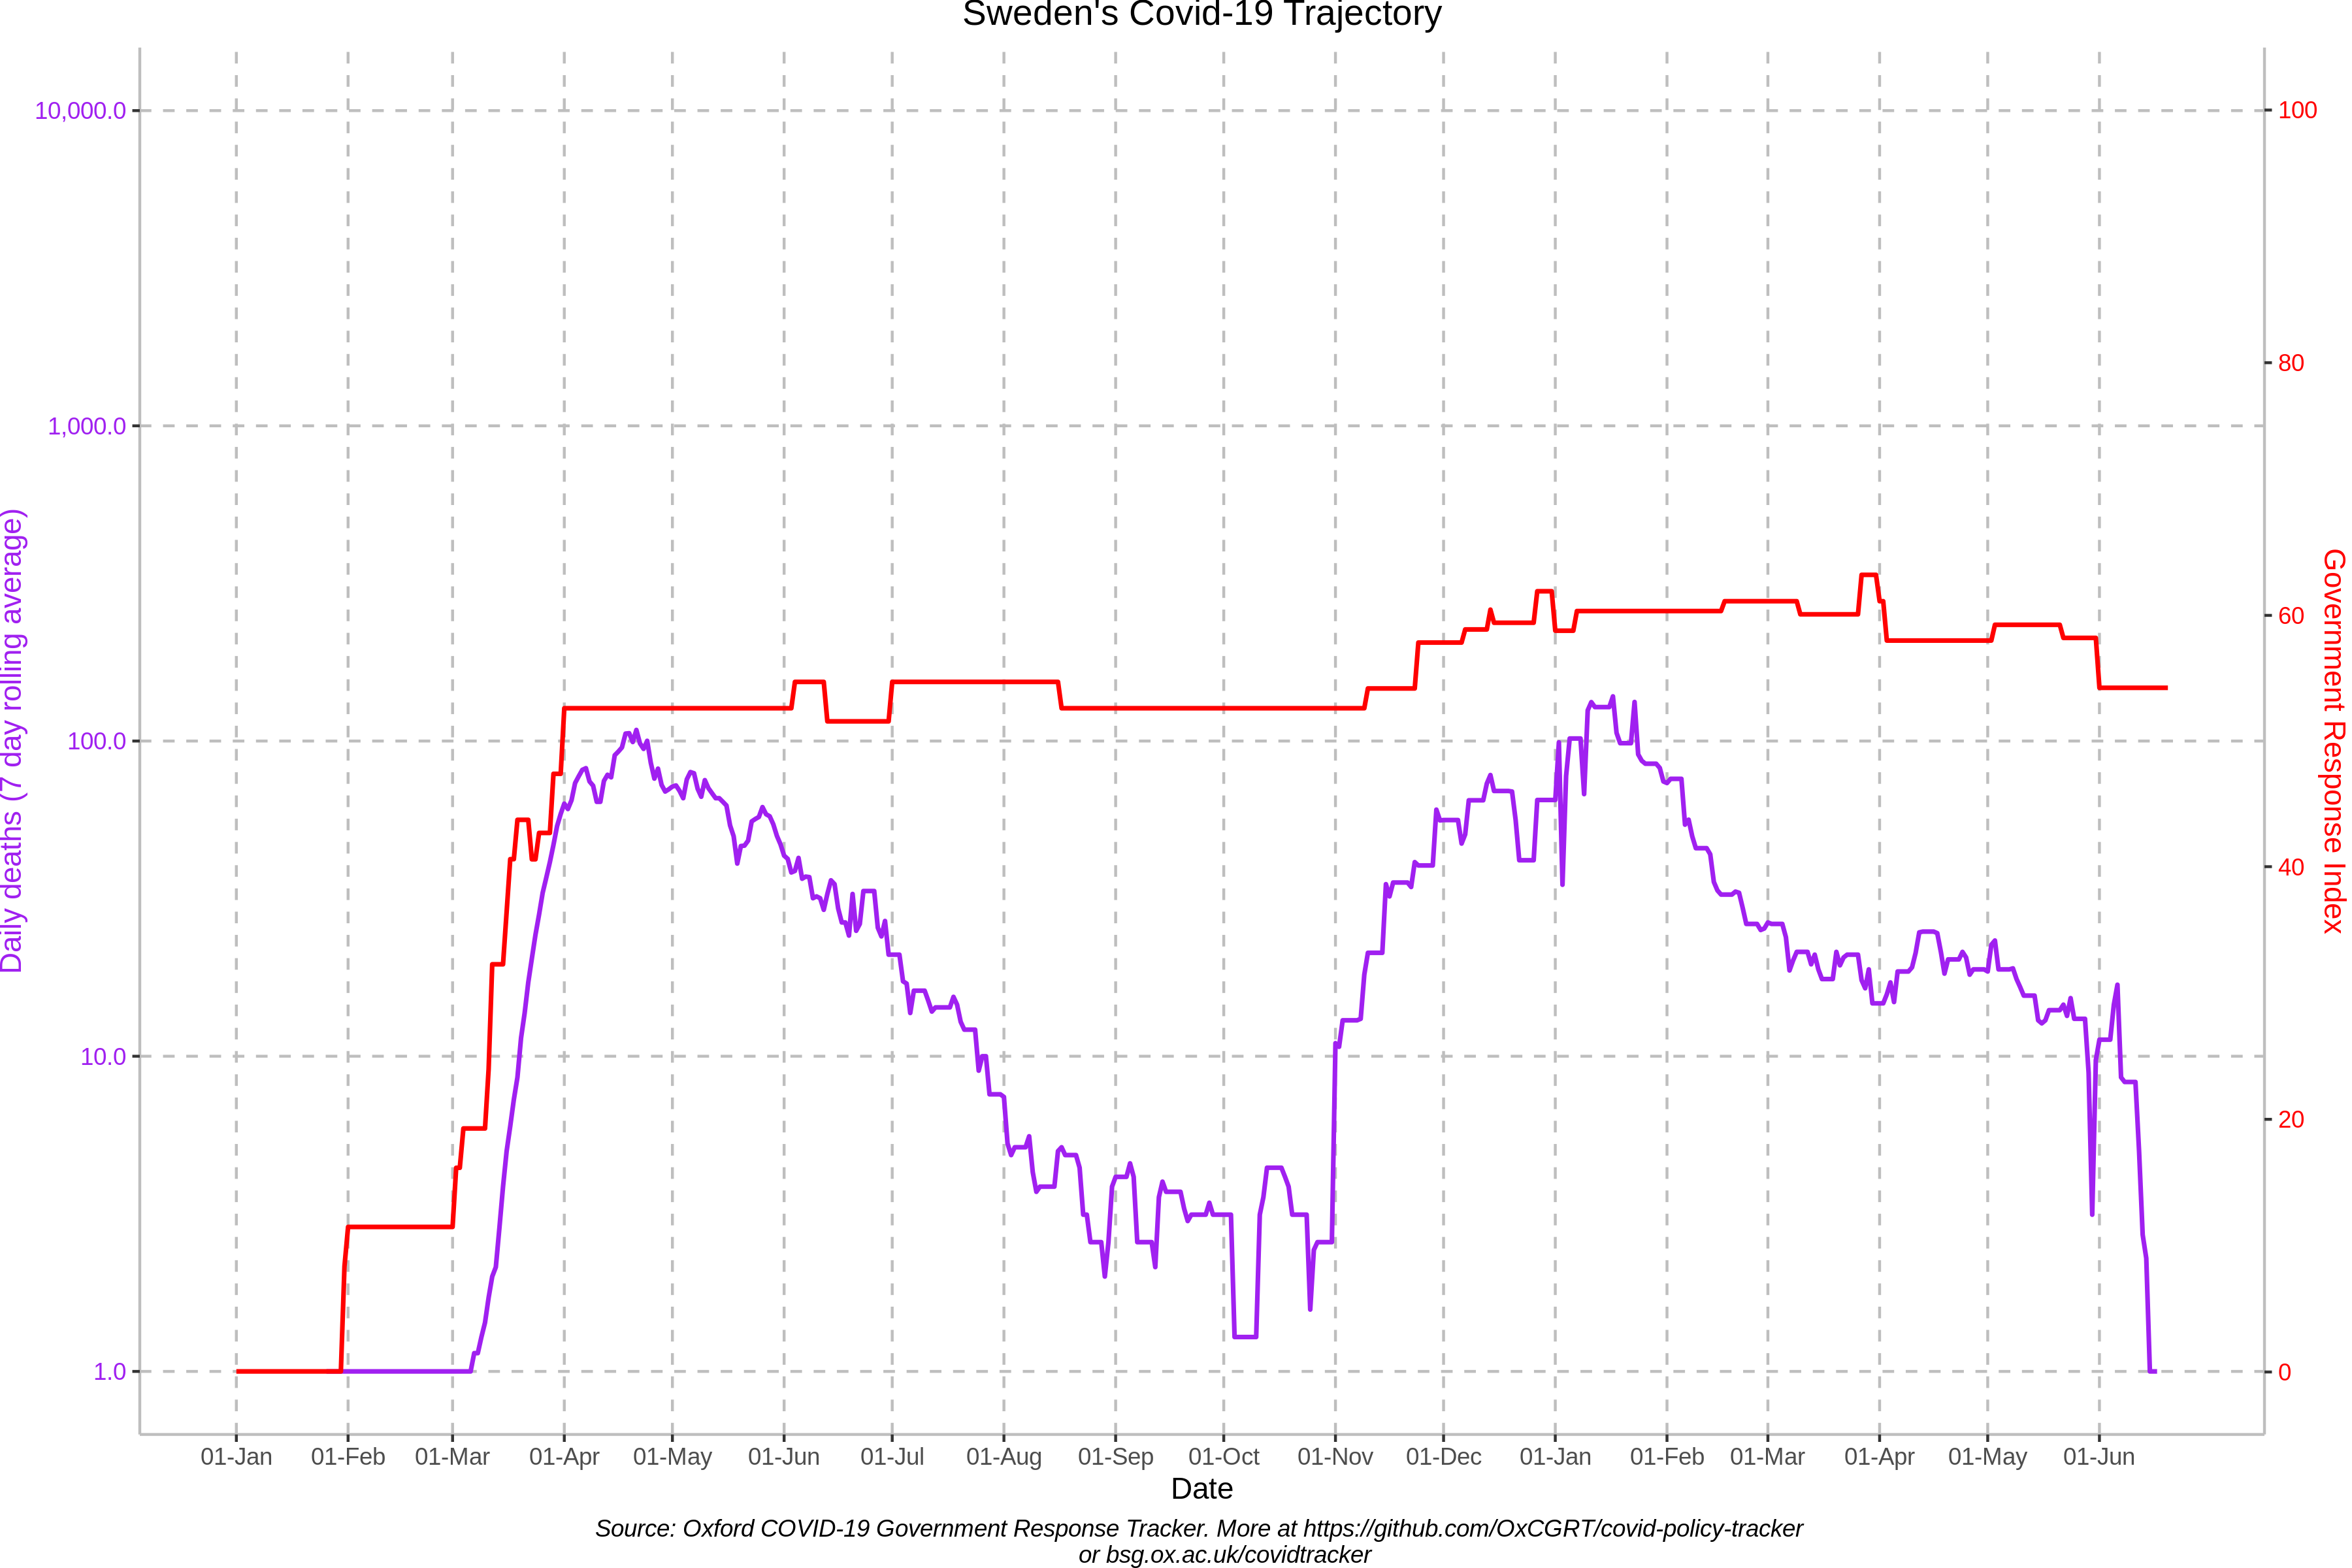 Sweden's Covid-19 Trajectory
10,000.0
1,000.0
100.0
10.0
1.0
Daily deaths (7 day rolling average)
100
80
60
40
20
0
Government Response Index
01-Jan 01-Feb 01-Mar 01-Apr 01-May 01-Jun 01-Jul 01-Aug 01-Sep 01-Oct 01-Nov 01-Dec 01-Jan 01-Feb 01-Mar 01-Apr 01-May 01-Jun
Date
Source: Oxford COVID-19 Government Response Tracker. More at https://github.com/OxCGRT/covid-policy-tracker
or bsg.ox.ac.uk/covidtracker